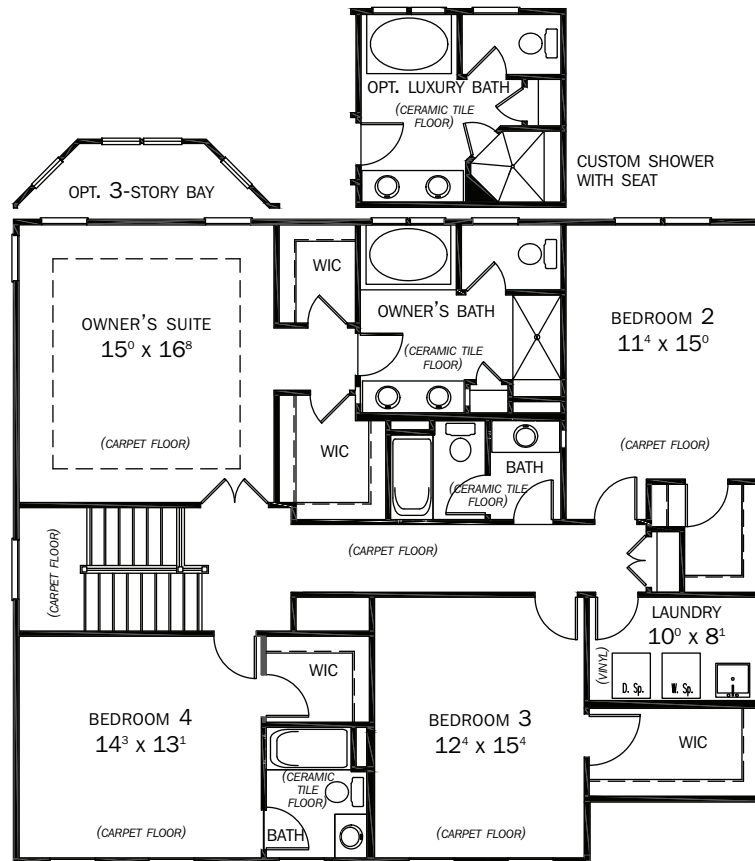 OPT. LUXURY BATH
(CERAMIC TILE
FLOOR)
CUSTOM SHOWER
WITH SEAT
OPT. 3-STORY BAY
WIC
OWNER'S SUITE
15⁰ x 16⁸
(CARPET FLOOR)
OWNER'S BATH
(CERAMIC TILE
FLOOR)
BEDROOM 2
11⁴ x 15⁰
(CARPET FLOOR)
WIC
BATH
(CERAMIC TILE
FLOOR)
(CARPET FLOOR)
(CARPET FLOOR)
LAUNDRY
10⁰ x 8¹
(VINYL)
D. Sp.
W. Sp.
WIC
BEDROOM 4
14³ x 13¹
(CARPET FLOOR)
(CERAMIC
TILE
FLOOR)
BATH
BEDROOM 3
12⁴ x 15⁴
(CARPET FLOOR)
WIC